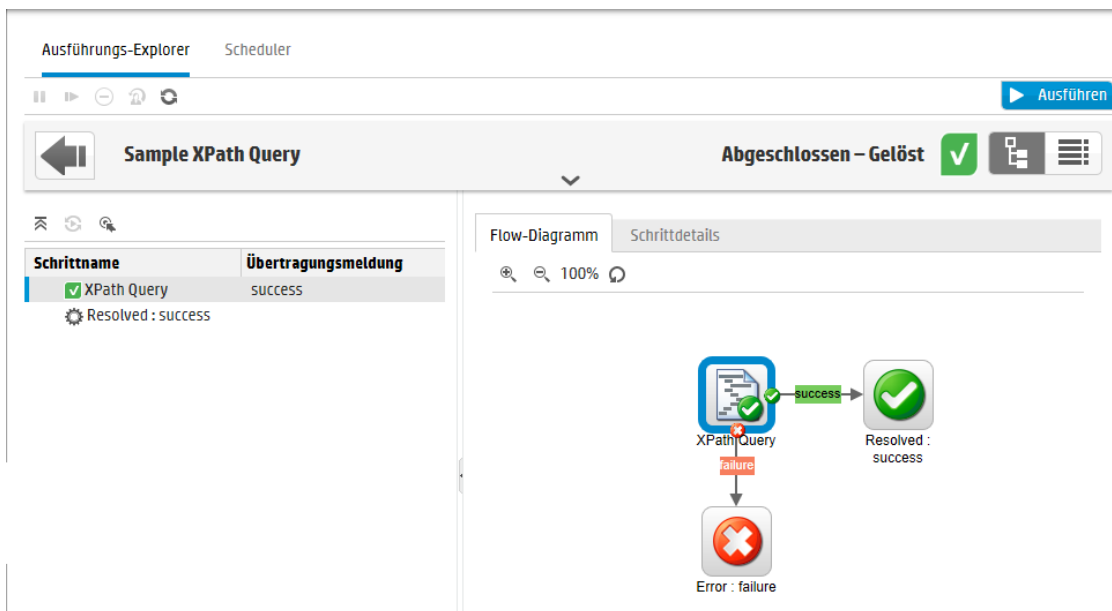 Ausführungs-Explorer Scheduler
Ausführen
Sample XPath Query Abgeschlossen – Gelöst
Flow-Diagramm Schrittdetails
Schrittname Übertragungsmeldung
100%
XPath Query success
Resolved : success
success
XPath Query
Resolved :
success
failure
Error : failure